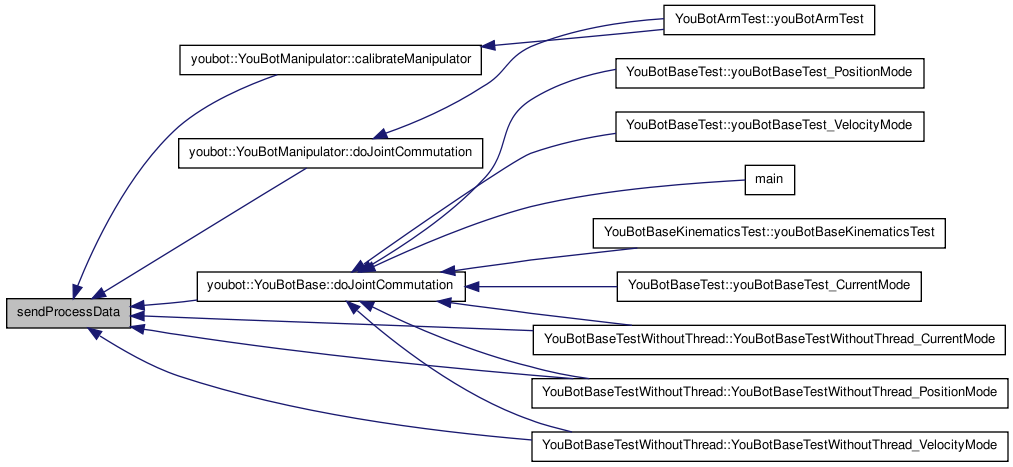 YouBotArmTest::youBotArmTest
youbot::YouBotManipulator::calibrateManipulator
YouBotBaseTest::youBotBaseTest_PositionMode
YouBotBaseTest::youBotBaseTest_VelocityMode
youbot::YouBotManipulator::doJointCommutation
main
YouBotBaseKinematicsTest::youBotBaseKinematicsTest
youbot::YouBotBase::doJointCommutation
YouBotBaseTest::youBotBaseTest_CurrentMode
sendProcessData
YouBotBaseTestWithoutThread::YouBotBaseTestWithoutThread_CurrentMode
YouBotBaseTestWithoutThread::YouBotBaseTestWithoutThread_PositionMode
YouBotBaseTestWithoutThread::YouBotBaseTestWithoutThread_VelocityMode